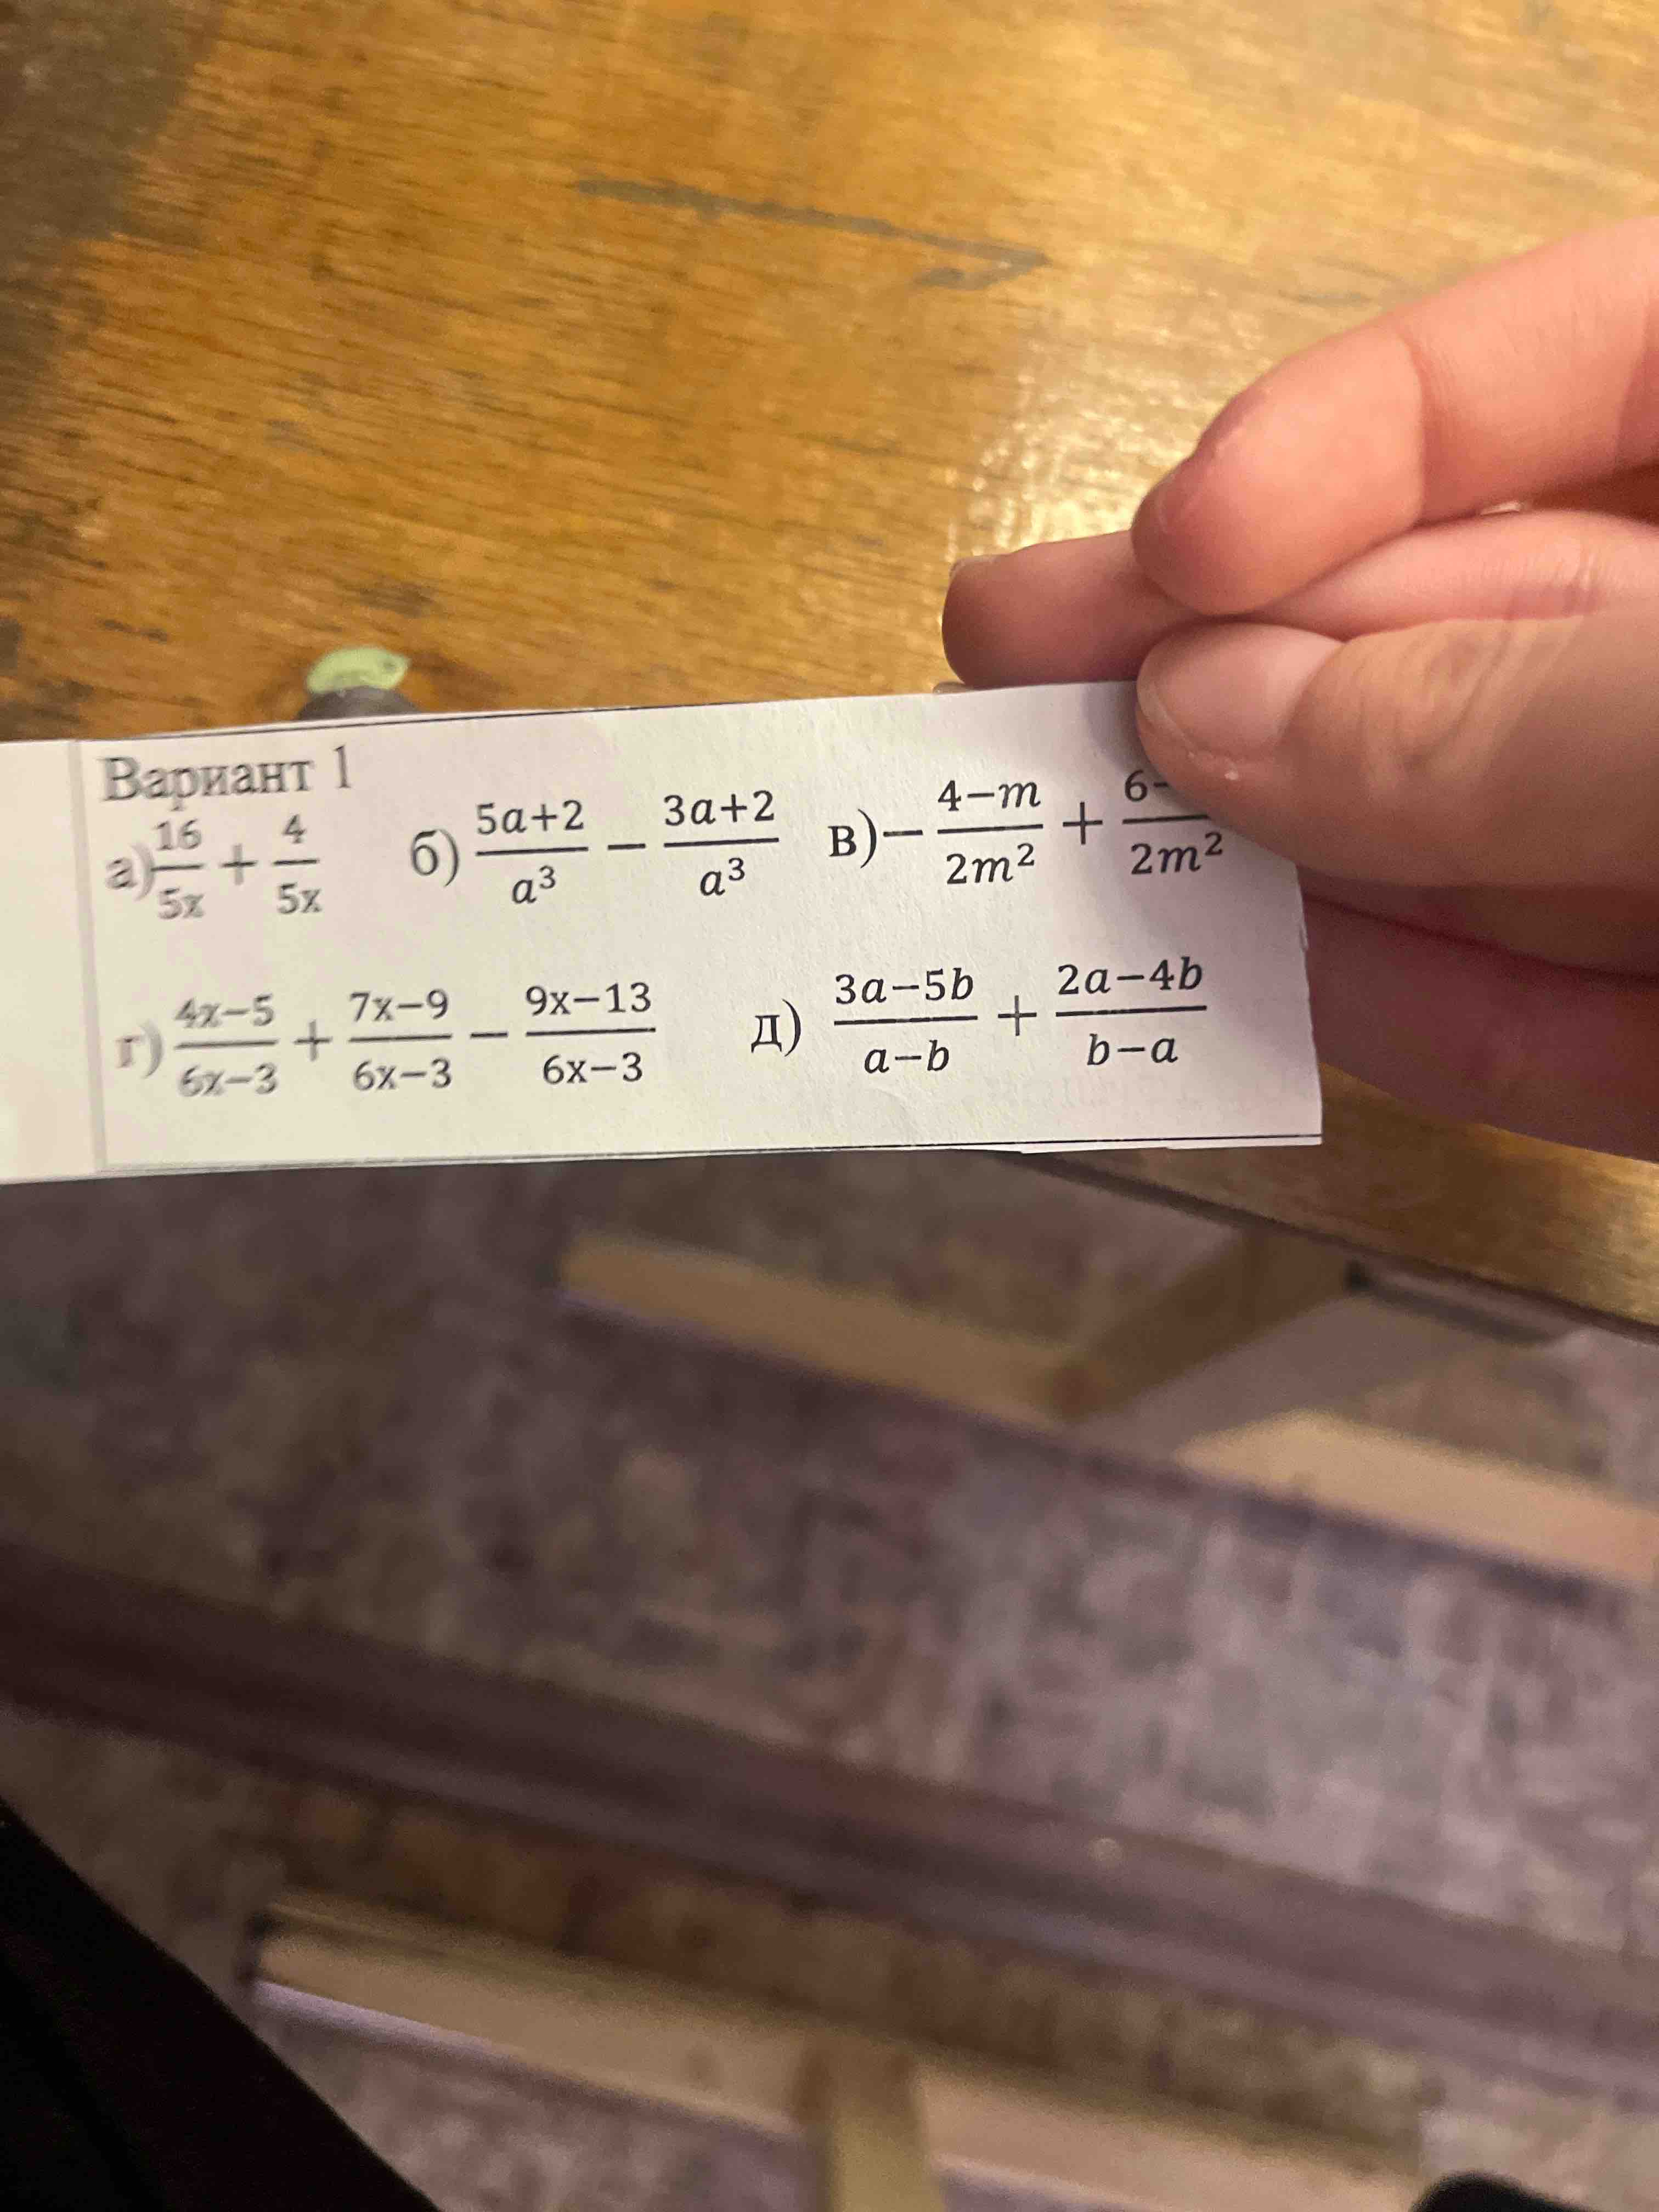 Вариант 1
а) 16/5x + 4/5x б) 5a+2/a³ − 3a+2/a³ в) − 4−m/2m² + 6−/2m²
г) 4x−5/6x−3 + 7x−9/6x−3 − 9x−13/6x−3 д) 3a−5b/a−b + 2a−4b/b−a